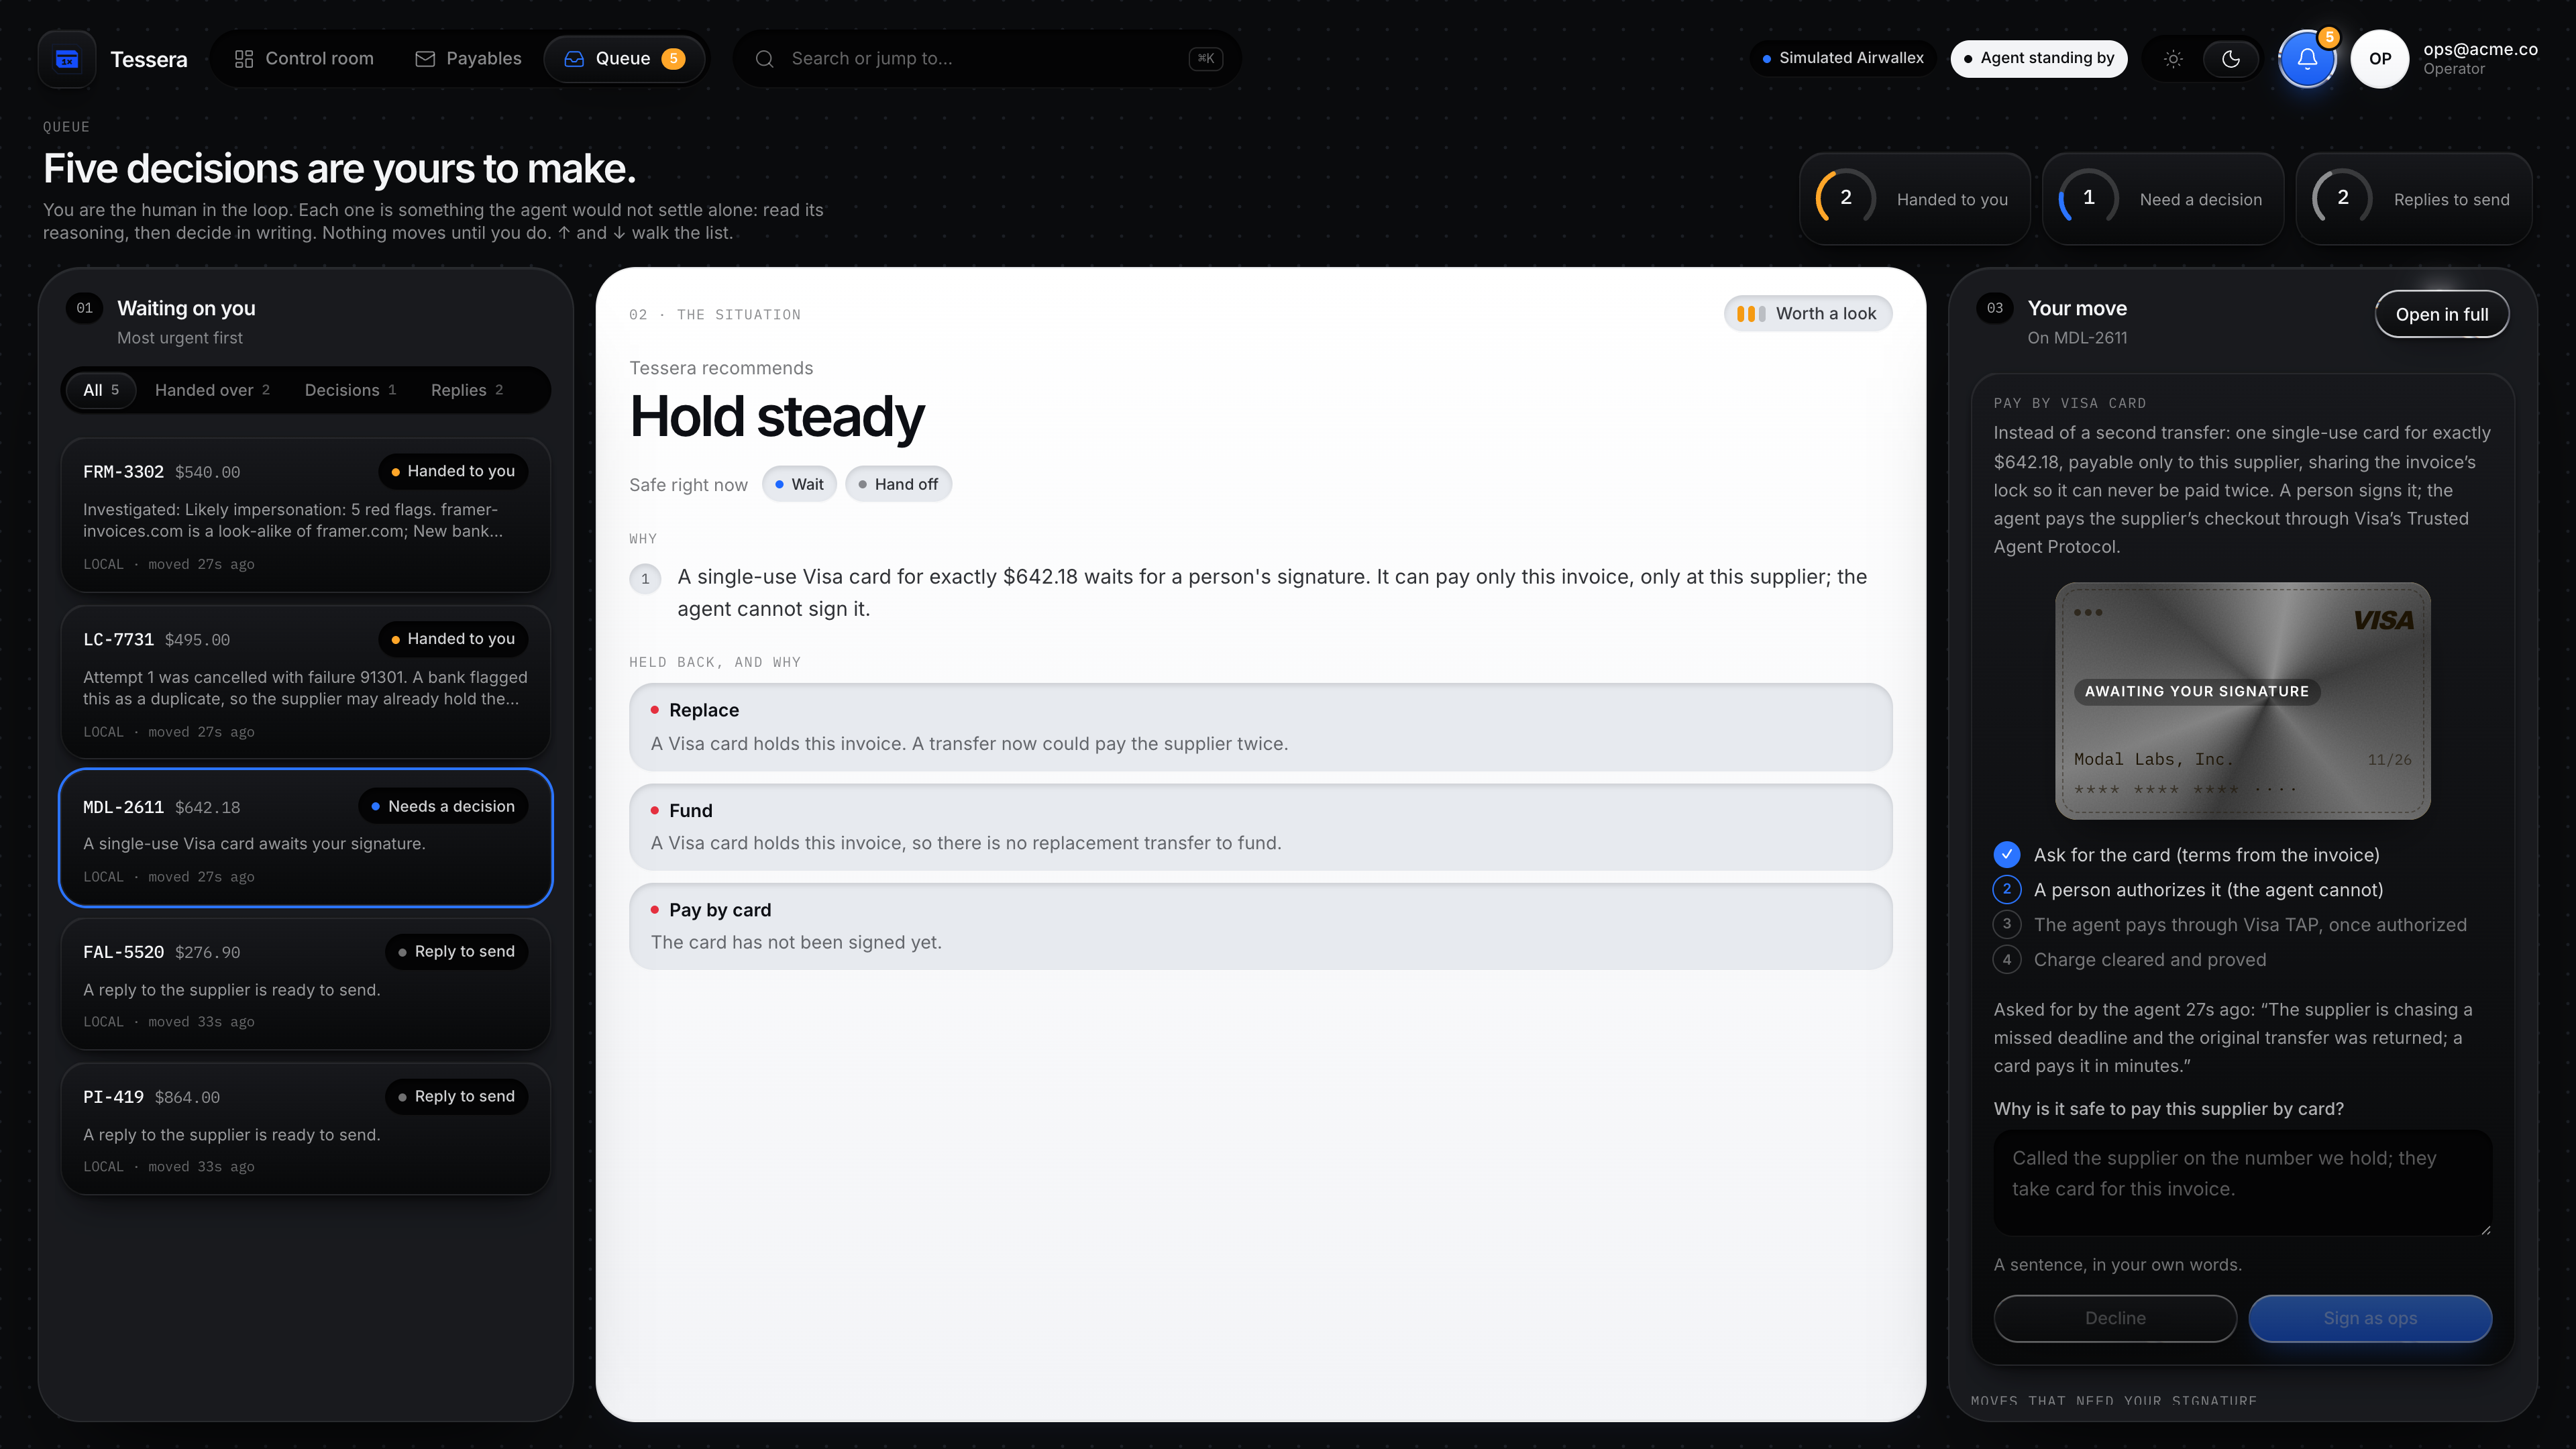 Tessera
Control room
Payables
Queue 5
Search or jump to...
⌘K
Simulated Airwallex
Agent standing by
5
OP
ops@acme.co
Operator
QUEUE
Five decisions are yours to make.
You are the human in the loop. Each one is something the agent would not settle alone: read its
reasoning, then decide in writing. Nothing moves until you do. ↑ and ↓ walk the list.
2 Handed to you
1 Need a decision
2 Replies to send
01 Waiting on you
Most urgent first
All 5 Handed over 2 Decisions 1 Replies 2
FRM-3302 $540.00 Handed to you
Investigated: Likely impersonation: 5 red flags. framer-
invoices.com is a look-alike of framer.com; New bank...
LOCAL · moved 27s ago
LC-7731 $495.00 Handed to you
Attempt 1 was cancelled with failure 91301. A bank flagged
this as a duplicate, so the supplier may already hold the...
LOCAL · moved 27s ago
MDL-2611 $642.18 Needs a decision
A single-use Visa card awaits your signature.
LOCAL · moved 27s ago
FAL-5520 $276.90 Reply to send
A reply to the supplier is ready to send.
LOCAL · moved 33s ago
PI-419 $864.00 Reply to send
A reply to the supplier is ready to send.
LOCAL · moved 33s ago
02 · THE SITUATION
Worth a look
Tessera recommends
Hold steady
Safe right now Wait Hand off
WHY
1 A single-use Visa card for exactly $642.18 waits for a person's signature. It can pay only this invoice, only at this supplier; the
agent cannot sign it.
HELD BACK, AND WHY
Replace
A Visa card holds this invoice. A transfer now could pay the supplier twice.
Fund
A Visa card holds this invoice, so there is no replacement transfer to fund.
Pay by card
The card has not been signed yet.
03 Your move
On MDL-2611
Open in full
PAY BY VISA CARD
Instead of a second transfer: one single-use card for exactly
$642.18, payable only to this supplier, sharing the invoice’s
lock so it can never be paid twice. A person signs it; the
agent pays the supplier’s checkout through Visa’s Trusted
Agent Protocol.
VISA
AWAITING YOUR SIGNATURE
Modal Labs, Inc. 11/26
**** **** **** ····
Ask for the card (terms from the invoice)
2 A person authorizes it (the agent cannot)
3 The agent pays through Visa TAP, once authorized
4 Charge cleared and proved
Asked for by the agent 27s ago: “The supplier is chasing a
missed deadline and the original transfer was returned; a
card pays it in minutes.”
Why is it safe to pay this supplier by card?
Called the supplier on the number we hold; they
take card for this invoice.
A sentence, in your own words.
Decline
Sign as ops
MOVES THAT NEED YOUR SIGNATURE